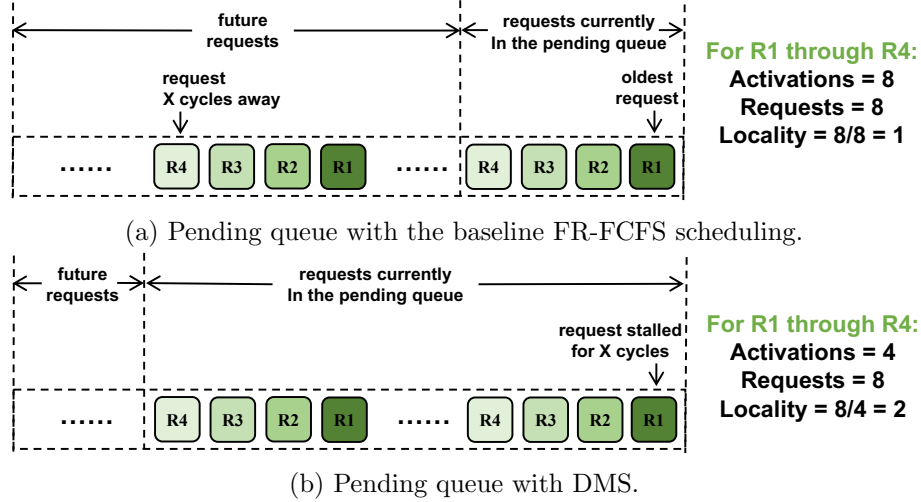 future
requests
requests currently
In the pending queue
request
X cycles away
oldest
request
...... R4 R3 R2 R1 ...... R4 R3 R2 R1
For R1 through R4:
Activations = 8
Requests = 8
Locality = 8/8 = 1
(a) Pending queue with the baseline FR-FCFS scheduling.
future
requests
requests currently
In the pending queue
request stalled
for X cycles
...... R4 R3 R2 R1 ...... R4 R3 R2 R1
For R1 through R4:
Activations = 4
Requests = 8
Locality = 8/4 = 2
(b) Pending queue with DMS.